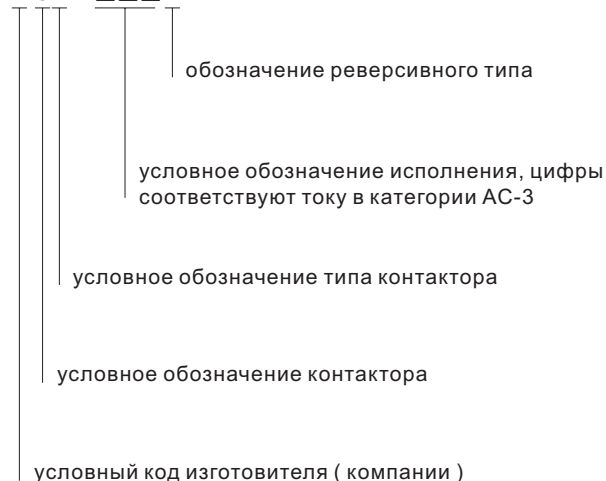 обозначение реверсивного типа
условное обозначение исполнения, цифры
соответствуют току в категории АС-3
условное обозначение типа контактора
условное обозначение контактора
условный код изготовителя ( компании )